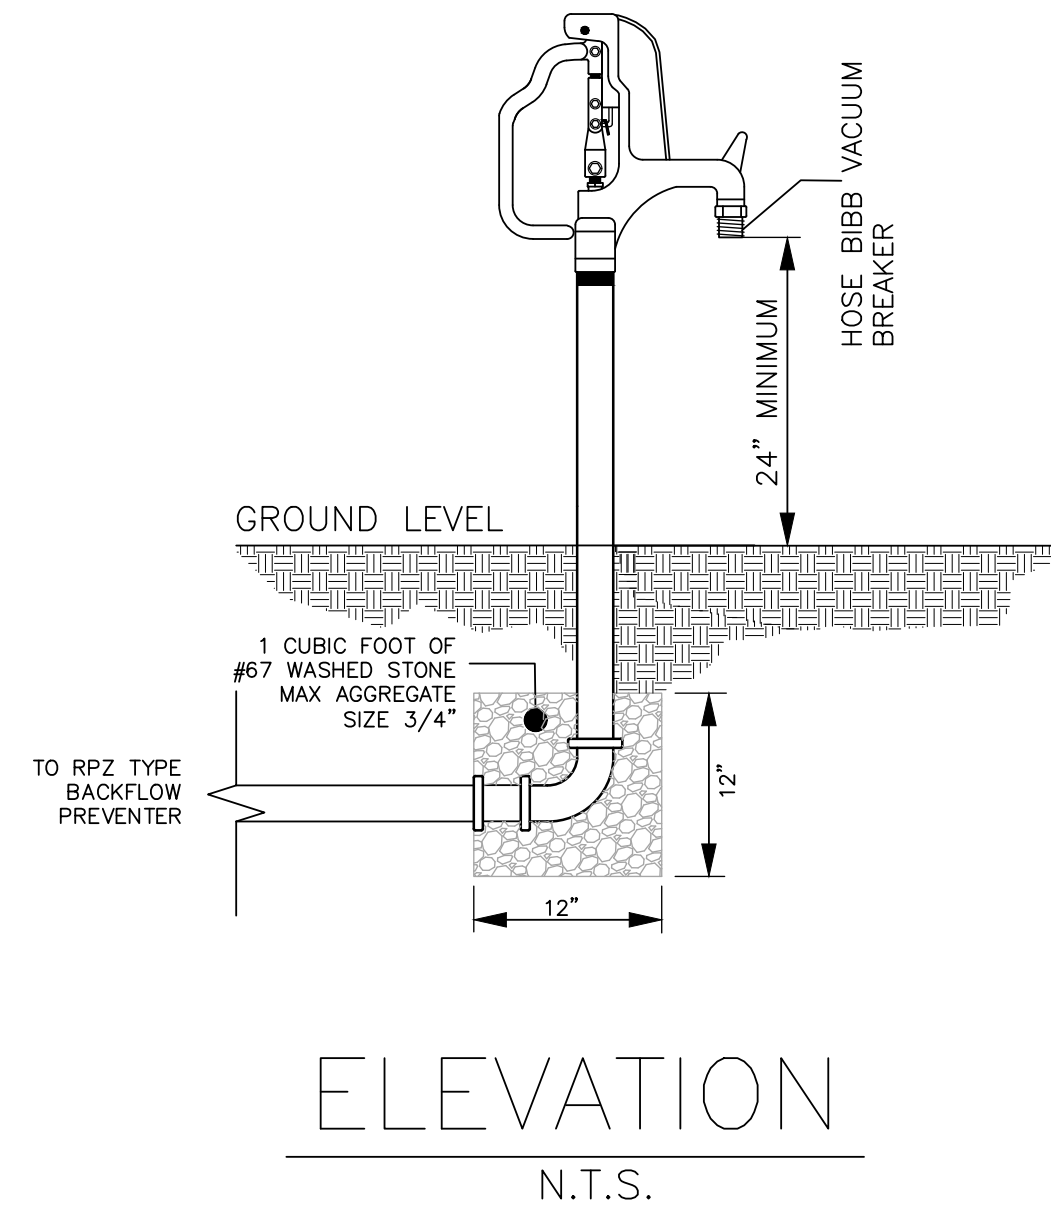 HOSE BIBB VACUUM
BREAKER
24" MINIMUM
GROUND LEVEL
1 CUBIC FOOT OF
#67 WASHED STONE
MAX AGGREGATE
SIZE 3/4"
TO RPZ TYPE
BACKFLOW
PREVENTER
12"
12"
ELEVATION
N.T.S.